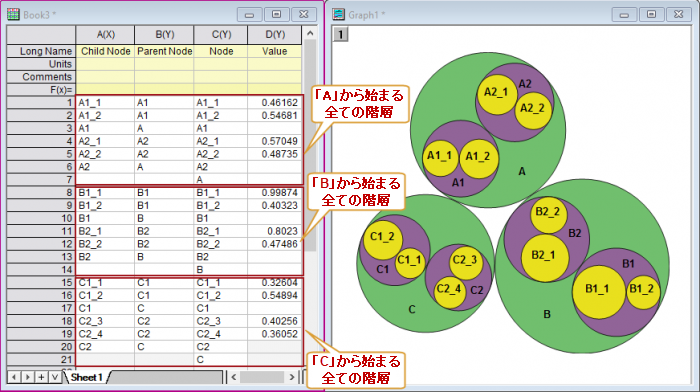 Book3 *
A(X) B(Y) C(Y) D(Y)
Long Name Child Node Parent Node Node Value
Units
Comments
F(x)=
1 A1_1 A1 A1_1 0.46162
2 A1_2 A1 A1_2 0.54681
3 A1 A A1
4 A2_1 A2 A2_1 0.57049
5 A2_2 A2 A2_2 0.48735
6 A2 A A2
7 A
8 B1_1 B1 B1_1 0.99874
9 B1_2 B1 B1_2 0.40323
10 B1 B B1
11 B2_1 B2 B2_1 0.8023
12 B2_2 B2 B2_2 0.47486
13 B2 B B2
14 B
15 C1_1 C1 C1_1 0.32604
16 C1_2 C1 C1_2 0.54894
17 C1 C C1
18 C2_3 C2 C2_3 0.40256
19 C2_4 C2 C2_4 0.36052
20 C2 C C2
21 C
Sheet1
「A」から始まる
全ての階層
「B」から始まる
全ての階層
「C」から始まる
全ての階層
Graph1 *
1
A2
A2_1
A2_2
A1_1 A1_2
A1
A
C1_2
C1
C1_1
C2_3
C2_4 C2
C
B2_2
B2
B2_1
B1
B1_1 B1_2
B